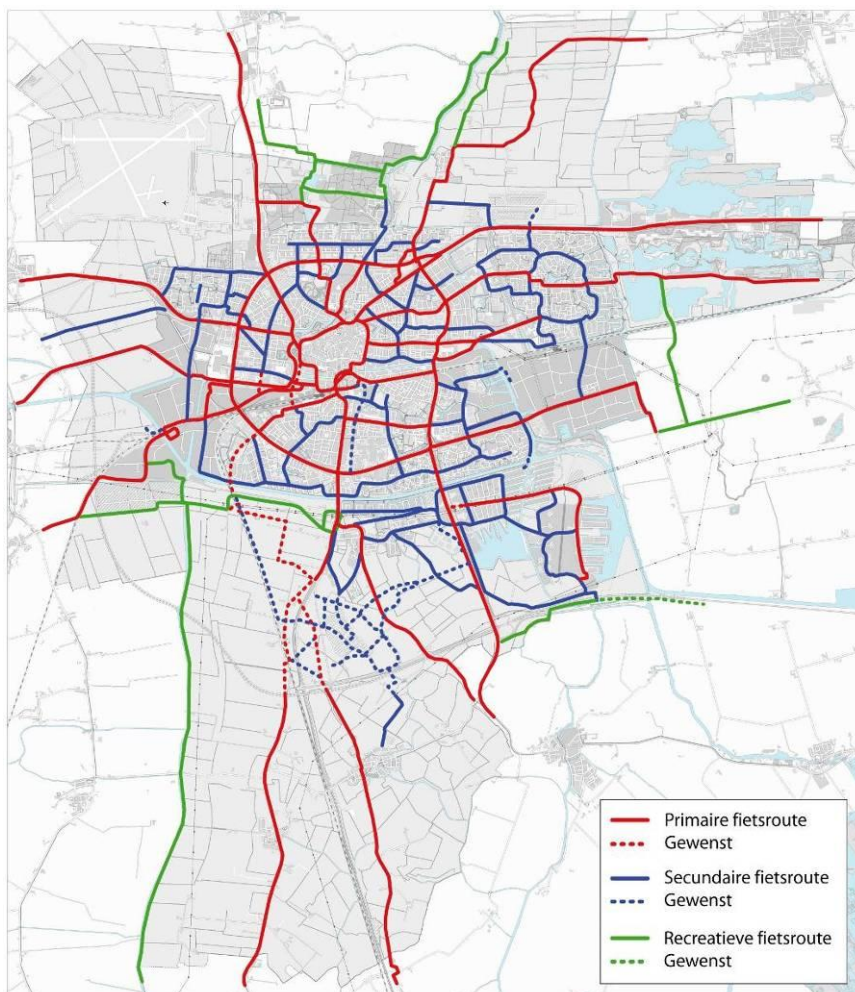 Primaire fietsroute
Gewenst
Secundaire fietsroute
Gewenst
Recreatieve fietsroute
Gewenst